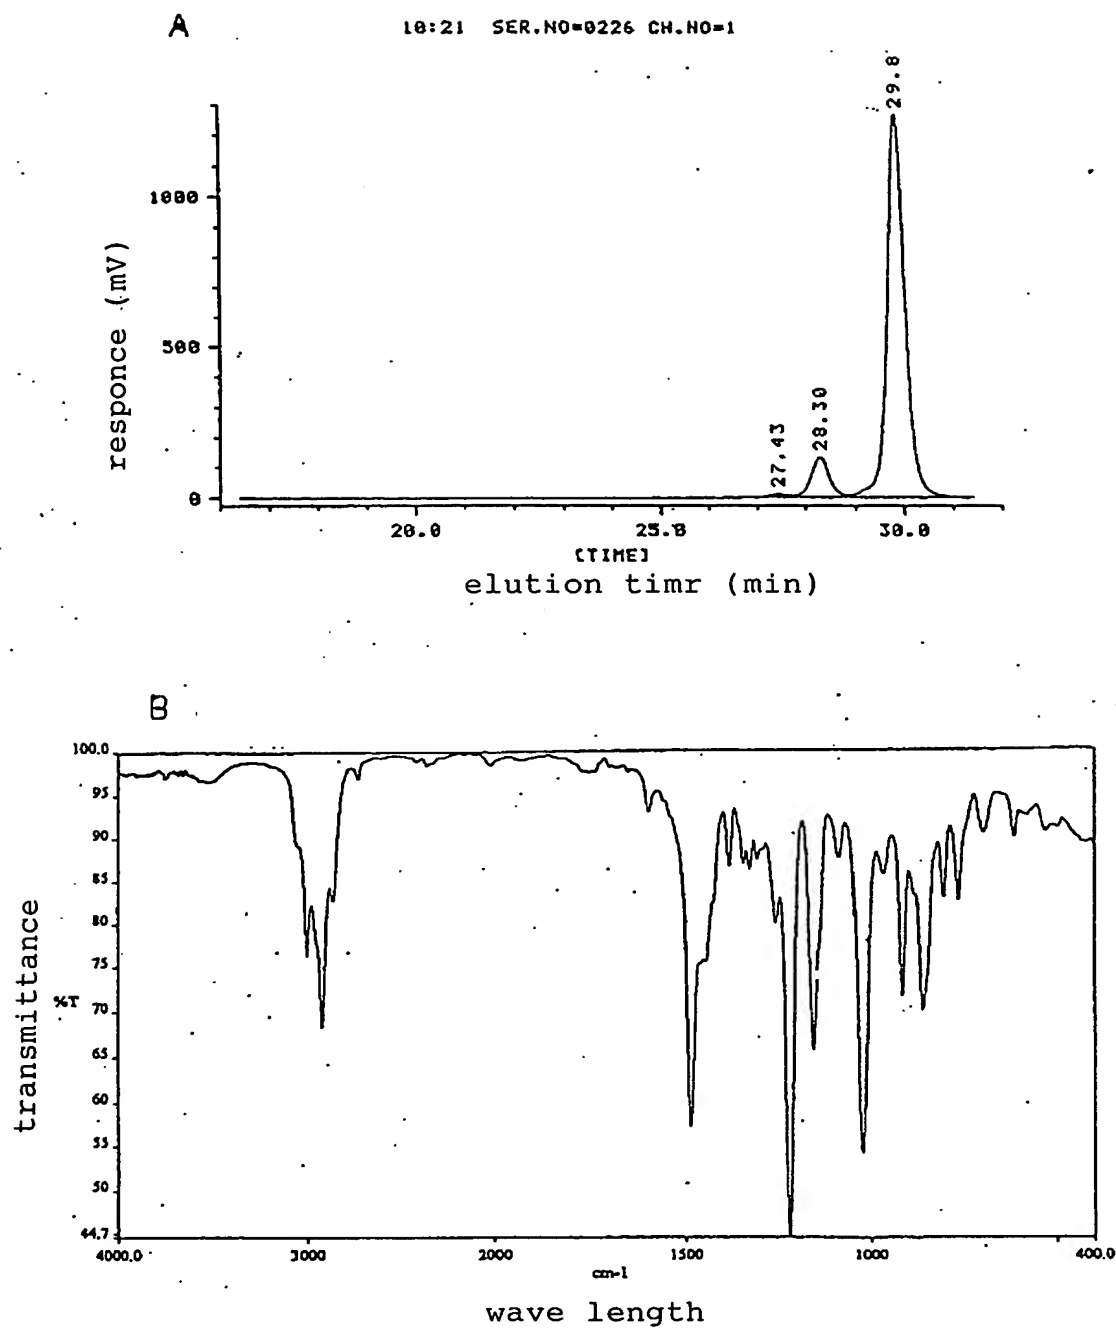 A
10:21 SER.NO=0226 CH.NO=1
29.8
1000
responce (mV)
500
28.30
27.43
0
20.0 25.0 30.0
[TIME]
elution timr (min)
B
100.0
95
90
85
80
75
%T
70
65
60
55
50
44.7
transmittance
4000.0 3000 2000 1500 1000 400.0
cm-1
wave length